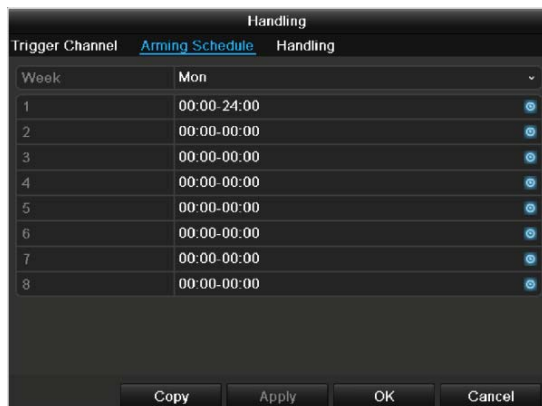 Handling
Trigger Channel Arming Schedule Handling
Week Mon
1 00:00-24:00
2 00:00-00:00
3 00:00-00:00
4 00:00-00:00
5 00:00-00:00
6 00:00-00:00
7 00:00-00:00
8 00:00-00:00
Copy Apply OK Cancel